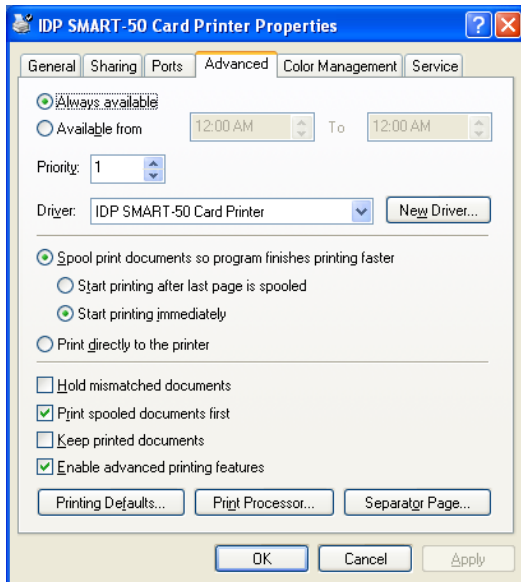 IDP SMART-50 Card Printer Properties
General Sharing Ports Advanced Color Management Service
Always available
Available from 12:00 AM To 12:00 AM
Priority: 1
Driver: IDP SMART-50 Card Printer New Driver...
Spool print documents so program finishes printing faster
Start printing after last page is spooled
Start printing immediately
Print directly to the printer
Hold mismatched documents
Print spooled documents first
Keep printed documents
Enable advanced printing features
Printing Defaults... Print Processor... Separator Page...
OK Cancel Apply